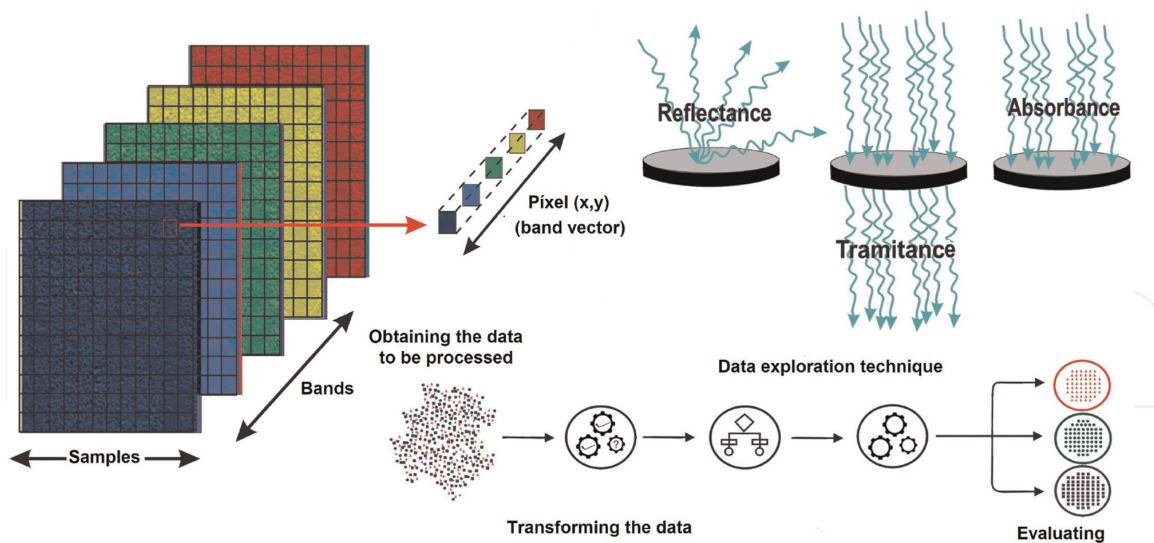 Reflectance
Absorbance
Píxel (x,y)
(band vector)
Tramitance
Obtaining the data
to be processed
Bands
Data exploration technique
Samples
?
Transforming the data
Evaluating